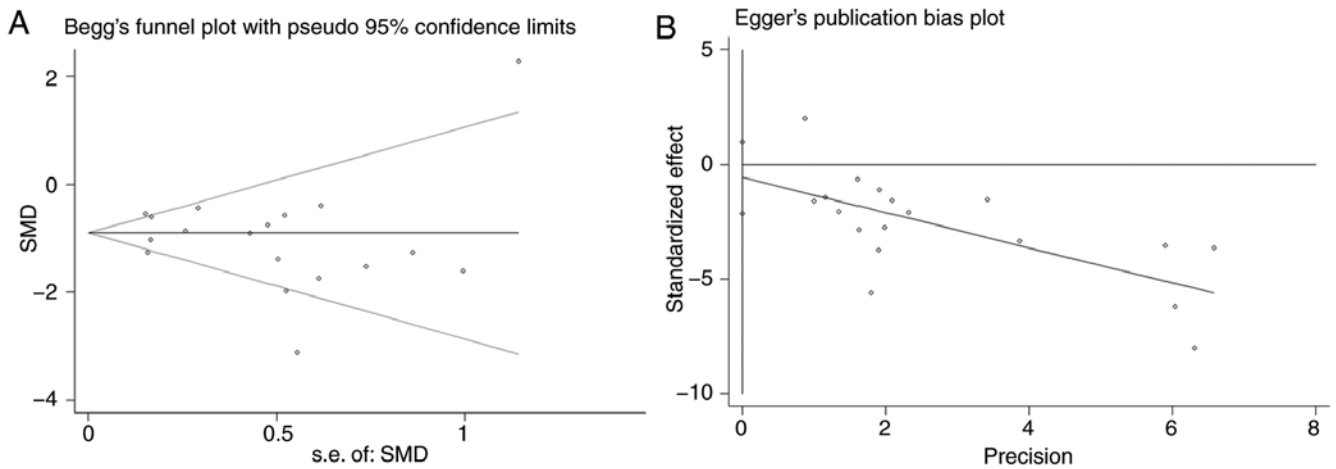 A
Begg's funnel plot with pseudo 95% confidence limits
2
0
−2
−4
SMD
0
0.5
1
s.e. of: SMD
B
Egger's publication bias plot
5
0
−5
−10
Standardized effect
0
2
4
6
8
Precision